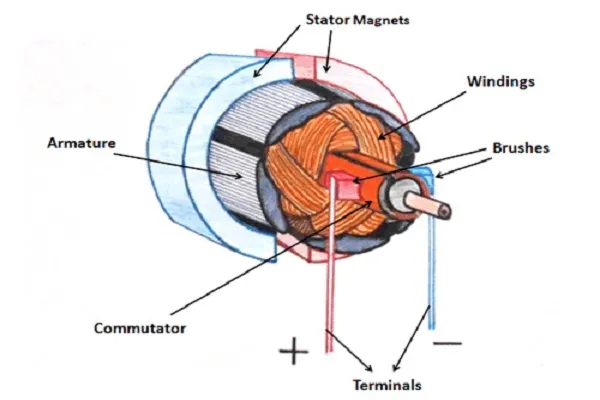 Stator Magnets
Windings
Armature
Brushes
Commutator
+
−
Terminals